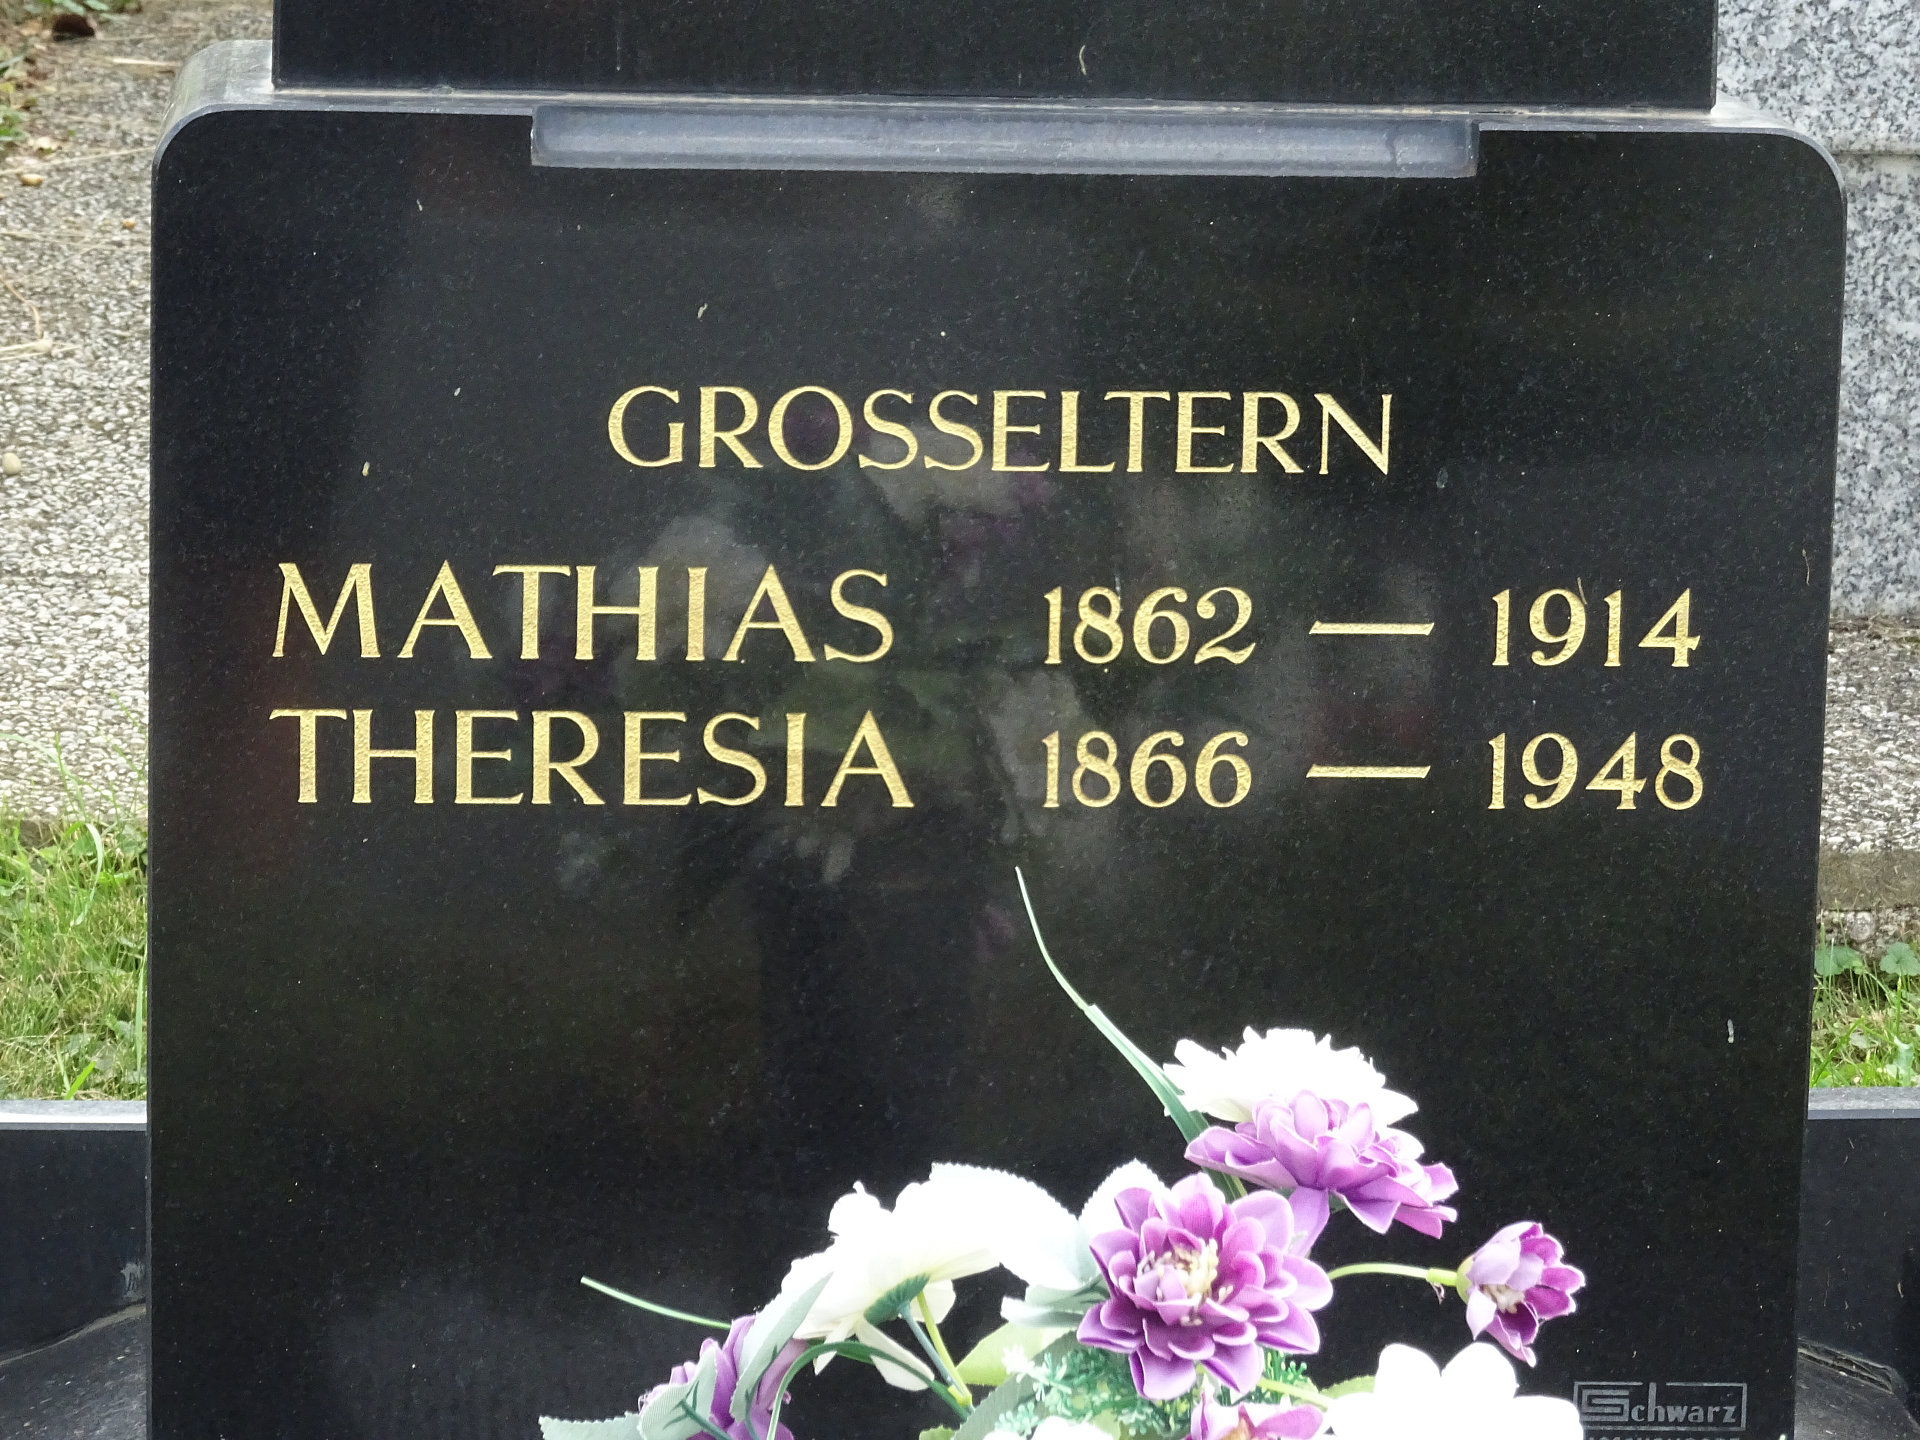 GROSSELTERN
MATHIAS 1862 — 1914
THERESIA 1866 — 1948
Schwarz